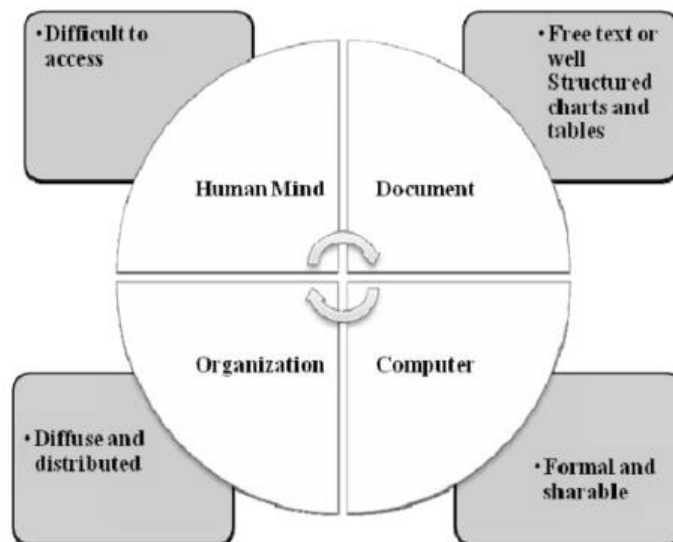 • Difficult to
access
• Free text or
well
Structured
charts and
tables
Human Mind
Document
Organization
Computer
• Diffuse and
distributed
• Formal and
sharable